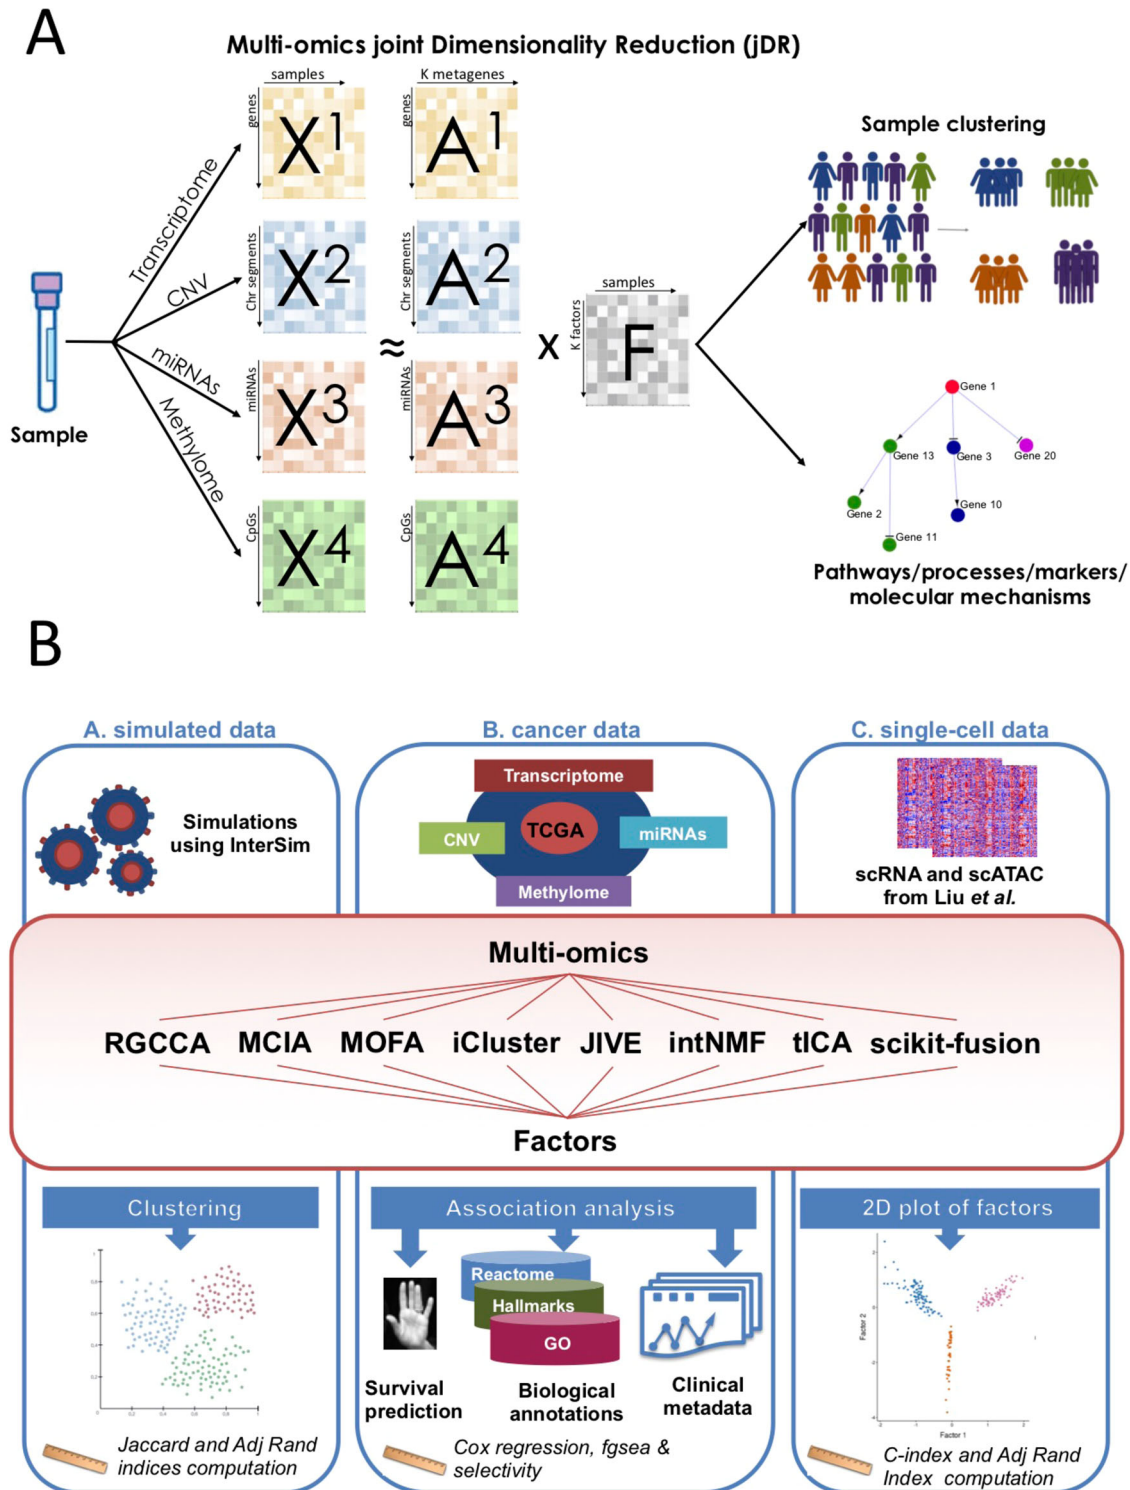 A
Multi-omics joint Dimensionality Reduction (jDR)
samples
K metagenes
genes
X1
genes
A1
Transcriptome
CNV
miRNAs
Methylome
Sample
Chr segments
X2
Chr segments
A2
miRNAs
X3
miRNAs
A3
CpGs
X4
CpGs
A4
≈
x
samples
K factors
F
Sample clustering
Gene 1
Gene 13
Gene 3
Gene 20
Gene 2
Gene 10
Gene 11
Pathways/processes/markers/
molecular mechanisms
B
A. simulated data
B. cancer data
C. single-cell data
Simulations
using InterSim
Transcriptome
CNV
TCGA
miRNAs
Methylome
scRNA and scATAC
from Liu et al.
Multi-omics
RGCCA MCIA MOFA iCluster JIVE intNMF tICA scikit-fusion
Factors
Clustering
Association analysis
2D plot of factors
Reactome
Hallmarks
GO
Survival
prediction
Biological
annotations
Clinical
metadata
Factor 2
Factor 1
Jaccard and Adj Rand
indices computation
Cox regression, fgsea &
selectivity
C-index and Adj Rand
Index computation